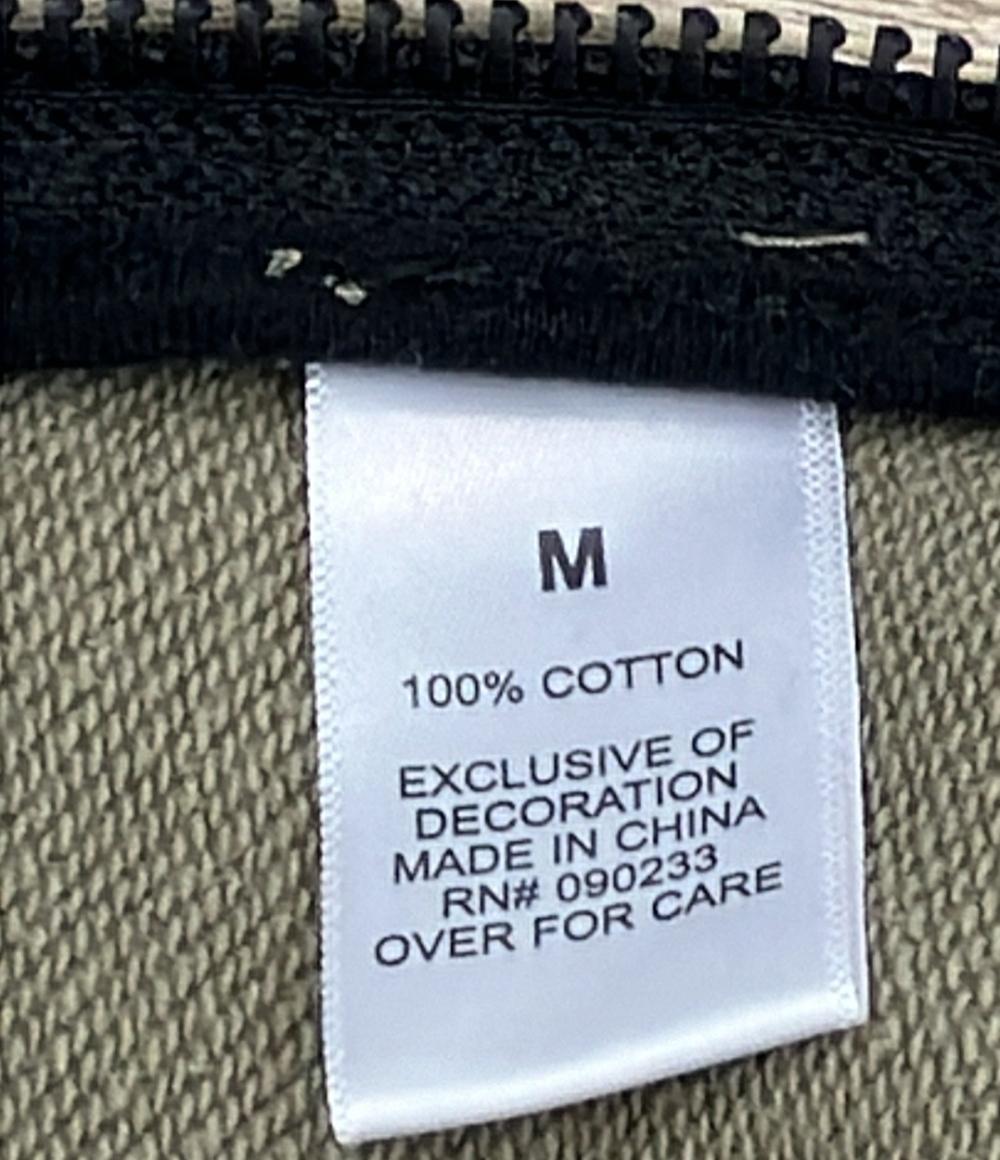 M
100% COTTON
EXCLUSIVE OF
DECORATION
MADE IN CHINA
RN# 090233
OVER FOR CARE